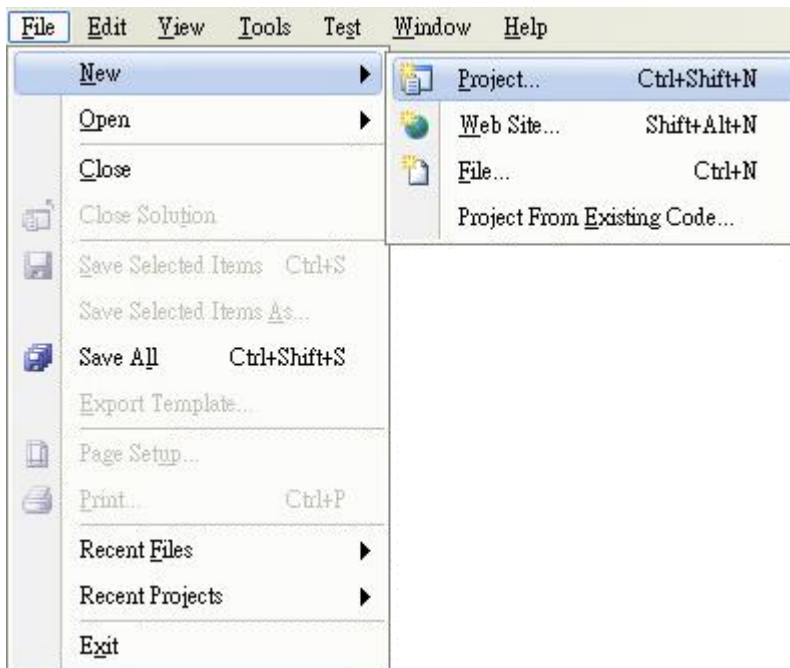 File Edit View Tools Test Window Help
New
Project... Ctrl+Shift+N
Open
Web Site... Shift+Alt+N
Close
File... Ctrl+N
Close Solution
Project From Existing Code...
Save Selected Items Ctrl+S
Save Selected Items As...
Save All Ctrl+Shift+S
Export Template...
Page Setup...
Print... Ctrl+P
Recent Files
Recent Projects
Exit